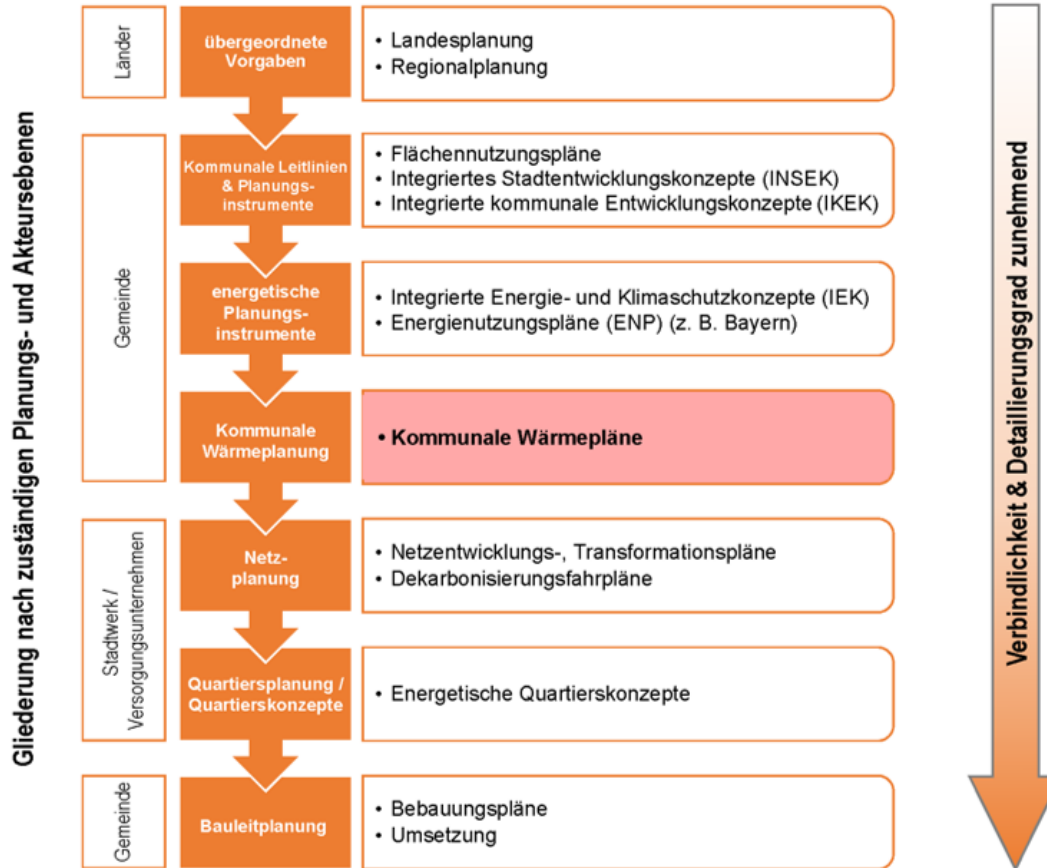 Gliederung nach zuständigen Planungs- und Akteursebenen
Länder
übergeordnete
Vorgaben
• Landesplanung
• Regionalplanung
Gemeinde
Kommunale Leitlinien
& Planungs-
instrumente
• Flächennutzungspläne
• Integriertes Stadtentwicklungskonzepte (INSEK)
• Integrierte kommunale Entwicklungskonzepte (IKEK)
energetische
Planungs-
instrumente
• Integrierte Energie- und Klimaschutzkonzepte (IEK)
• Energienutzungspläne (ENP) (z. B. Bayern)
Kommunale
Wärmeplanung
• Kommunale Wärmepläne
Stadtwerk /
Versorgungsunternehmen
Netz-
planung
• Netzentwicklungs-, Transformationspläne
• Dekarbonisierungsfahrpläne
Quartiersplanung /
Quartierskonzepte
• Energetische Quartierskonzepte
Gemeinde
Bauleitplanung
• Bebauungspläne
• Umsetzung
Verbindlichkeit & Detaillierungsgrad zunehmend